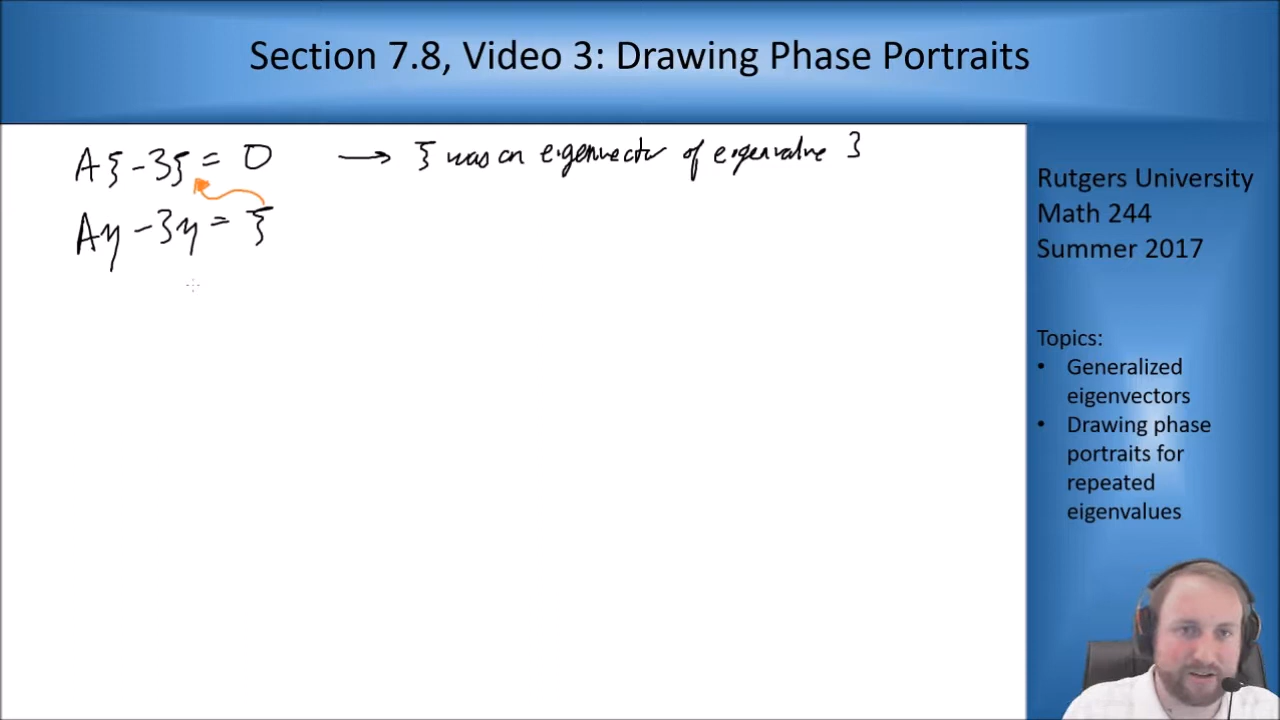 Section 7.8, Video 3: Drawing Phase Portraits
Aξ - 3ξ = 0 → ξ was an eigenvector of eigenvalue 3
Aη - 3η = ξ
Rutgers University
Math 244
Summer 2017
Topics:
• Generalized
eigenvectors
• Drawing phase
portraits for
repeated
eigenvalues